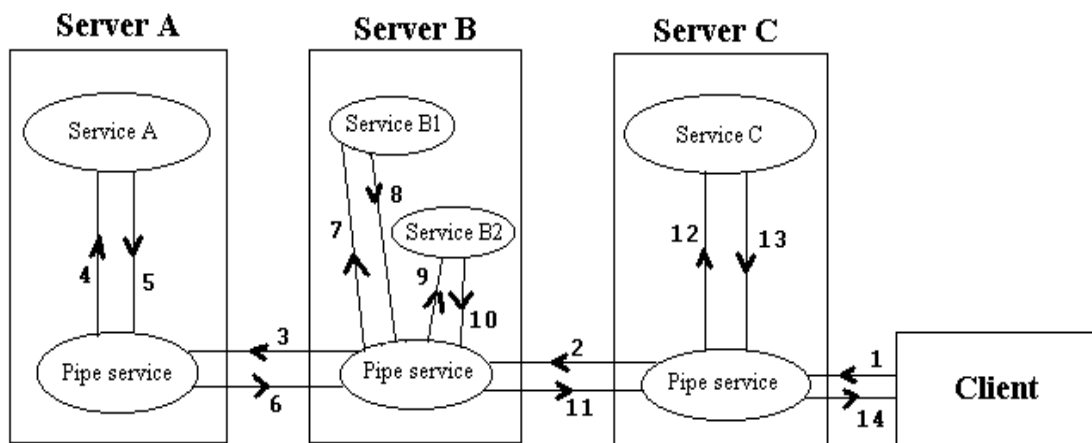 Server A
Server B
Server C
Service A
Service B1
Service C
8
7
Service B2
12
13
4
5
9
10
3
2
1
Pipe service
Pipe service
Pipe service
Client
6
11
14